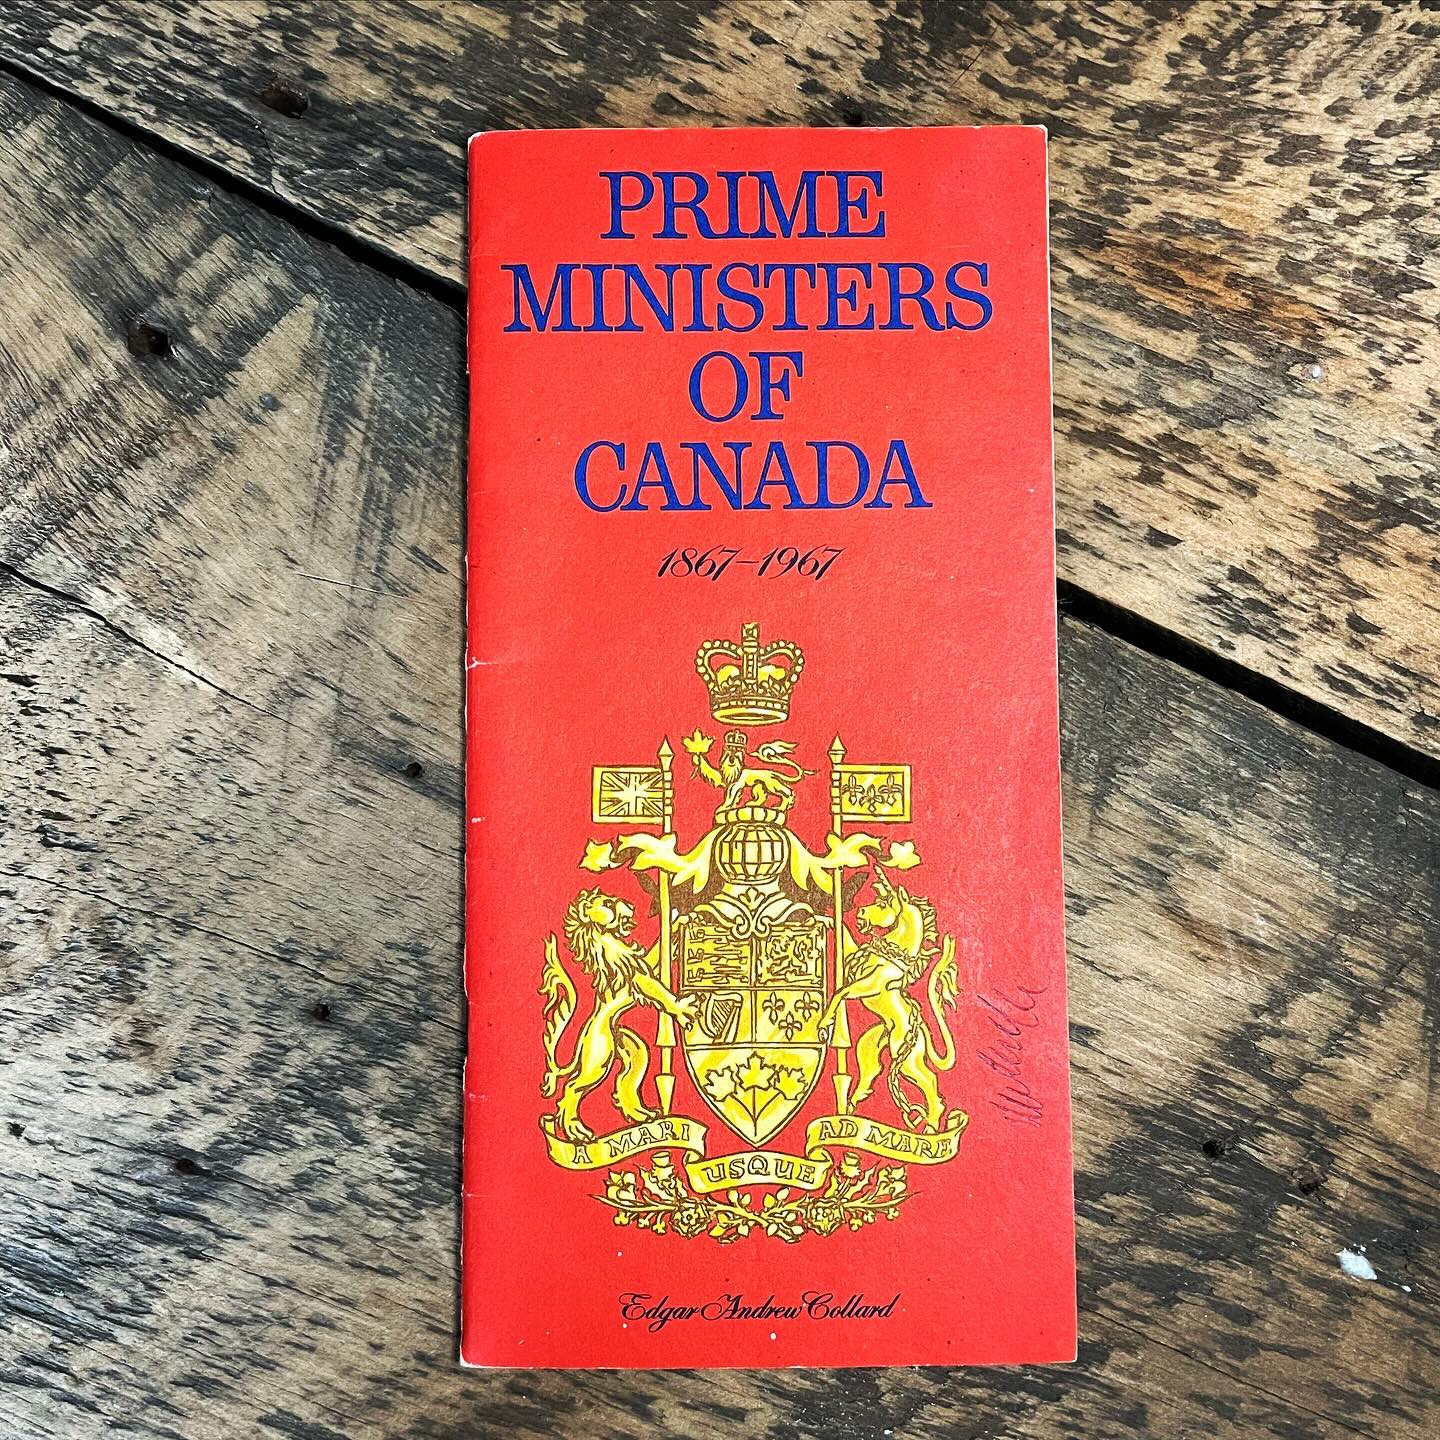 PRIME
MINISTERS
OF
CANADA
1867–1967
A MARI USQUE AD MARE
Edgar Andrew Collard